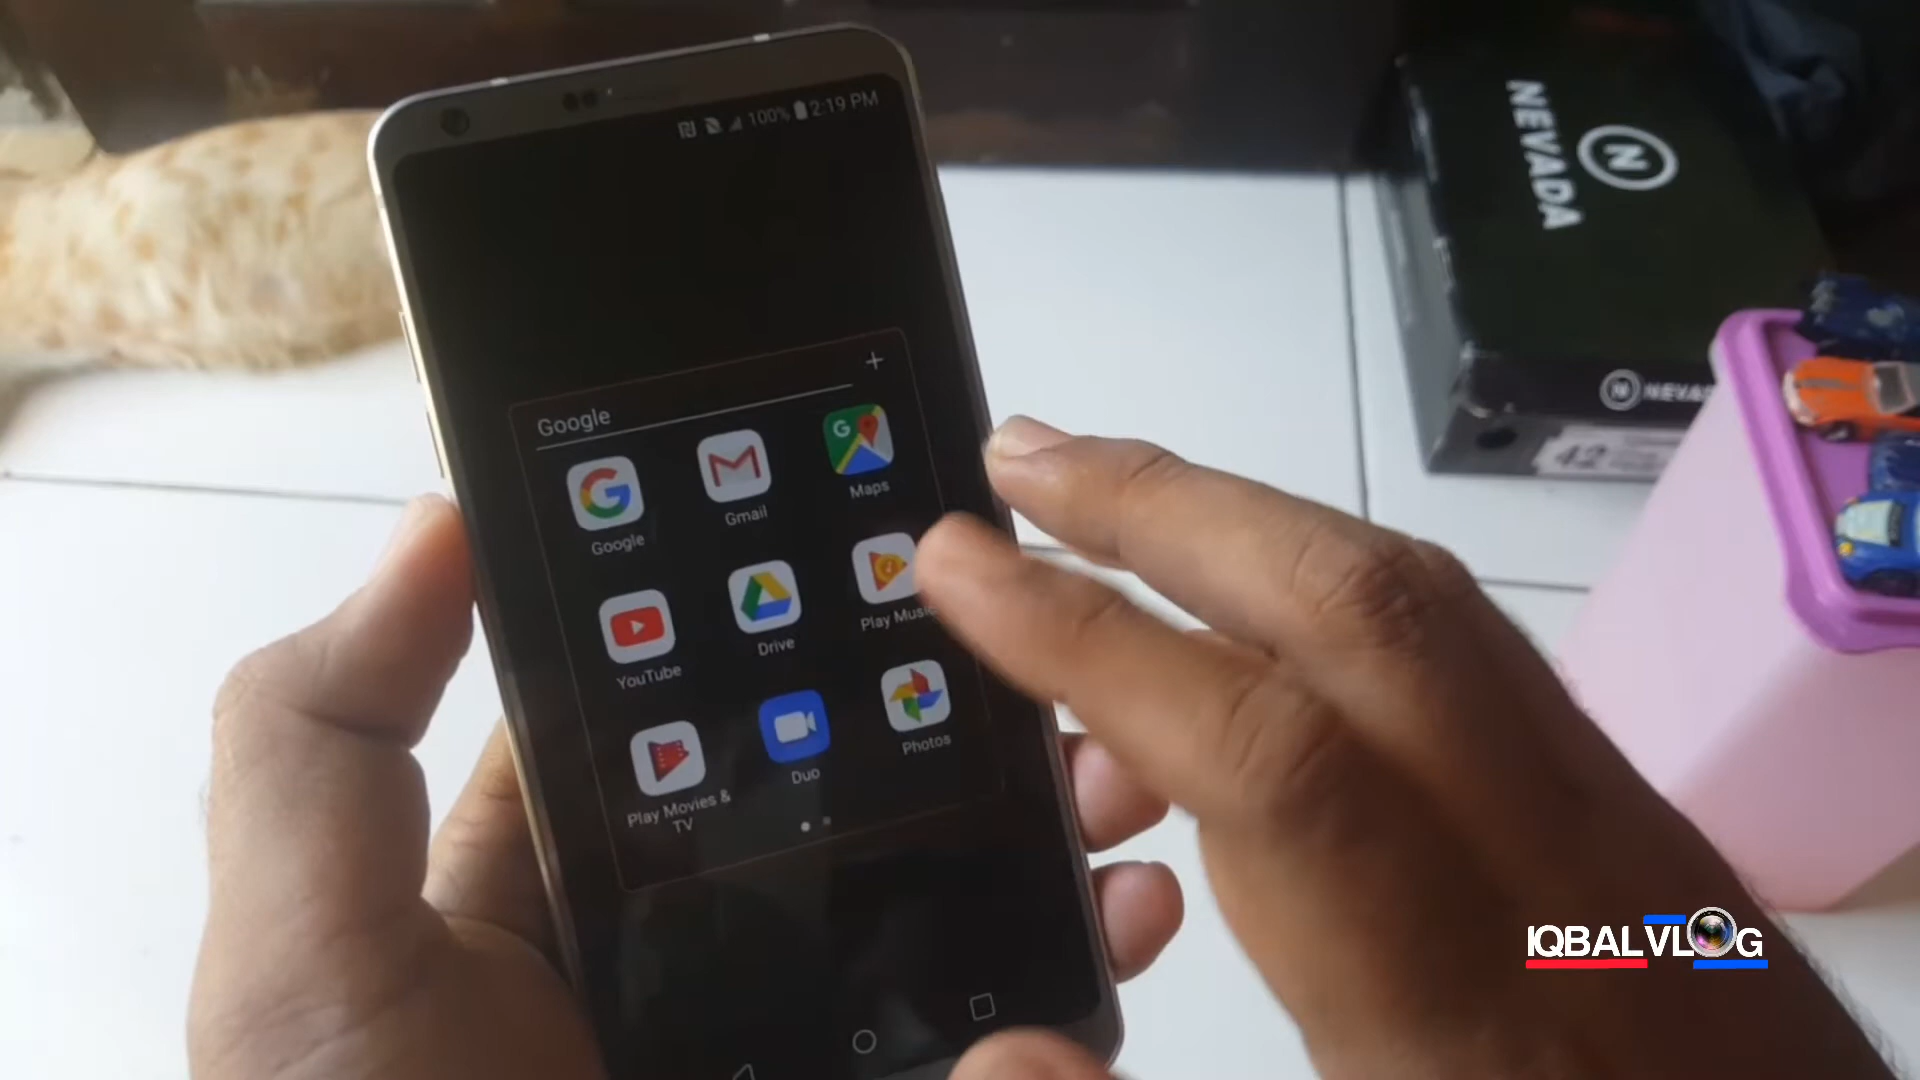 100% 2:19 PM
NEVADA
N
Google
G
Google
Gmail
Maps
YouTube
Drive
Play Music
Play Movies &
TV
Duo
Photos
N
42
IQBALVLOG